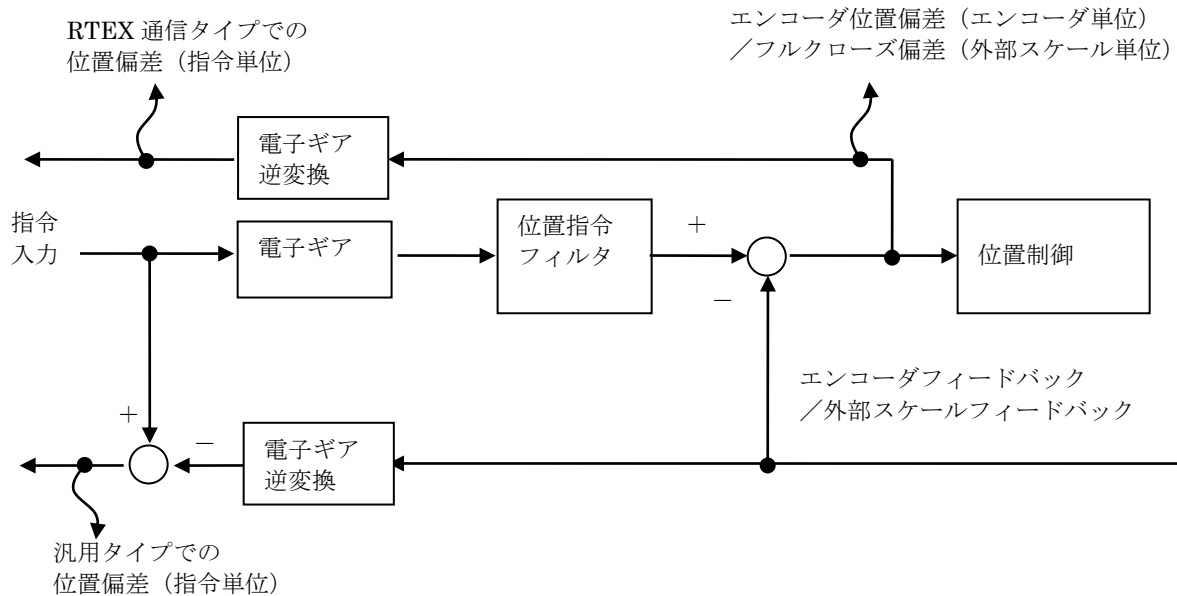 RTEX 通信タイプでの
位置偏差（指令単位）
エンコーダ位置偏差（エンコーダ単位）
／フルクローズ偏差（外部スケール単位）
電子ギア
逆変換
指令
入力
電子ギア
位置指令
フィルタ
＋
－
位置制御
エンコーダフィードバック
／外部スケールフィードバック
＋
－
電子ギア
逆変換
汎用タイプでの
位置偏差（指令単位）